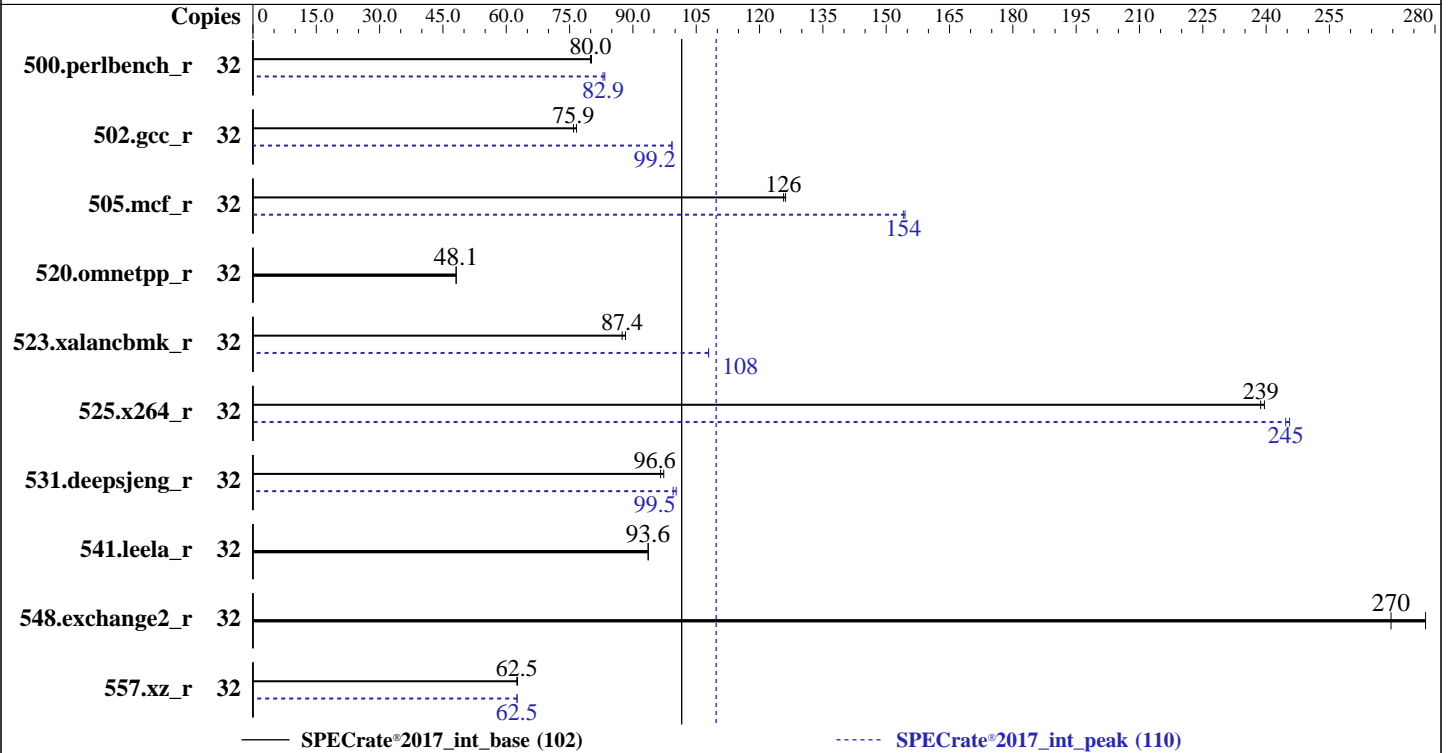 Copies 0 15.0 30.0 45.0 60.0 75.0 90.0 105 120 135 150 165 180 195 210 225 240 255 280
80.0
500.perlbench_r 32
82.9
75.9
502.gcc_r 32
99.2
126
505.mcf_r 32
154
48.1
520.omnetpp_r 32
87.4
523.xalancbmk_r 32
108
239
525.x264_r 32
245
96.6
531.deepsjeng_r 32
99.5
93.6
541.leela_r 32
270
548.exchange2_r 32
62.5
557.xz_r 32
62.5
SPECrate®2017_int_base (102) SPECrate®2017_int_peak (110)